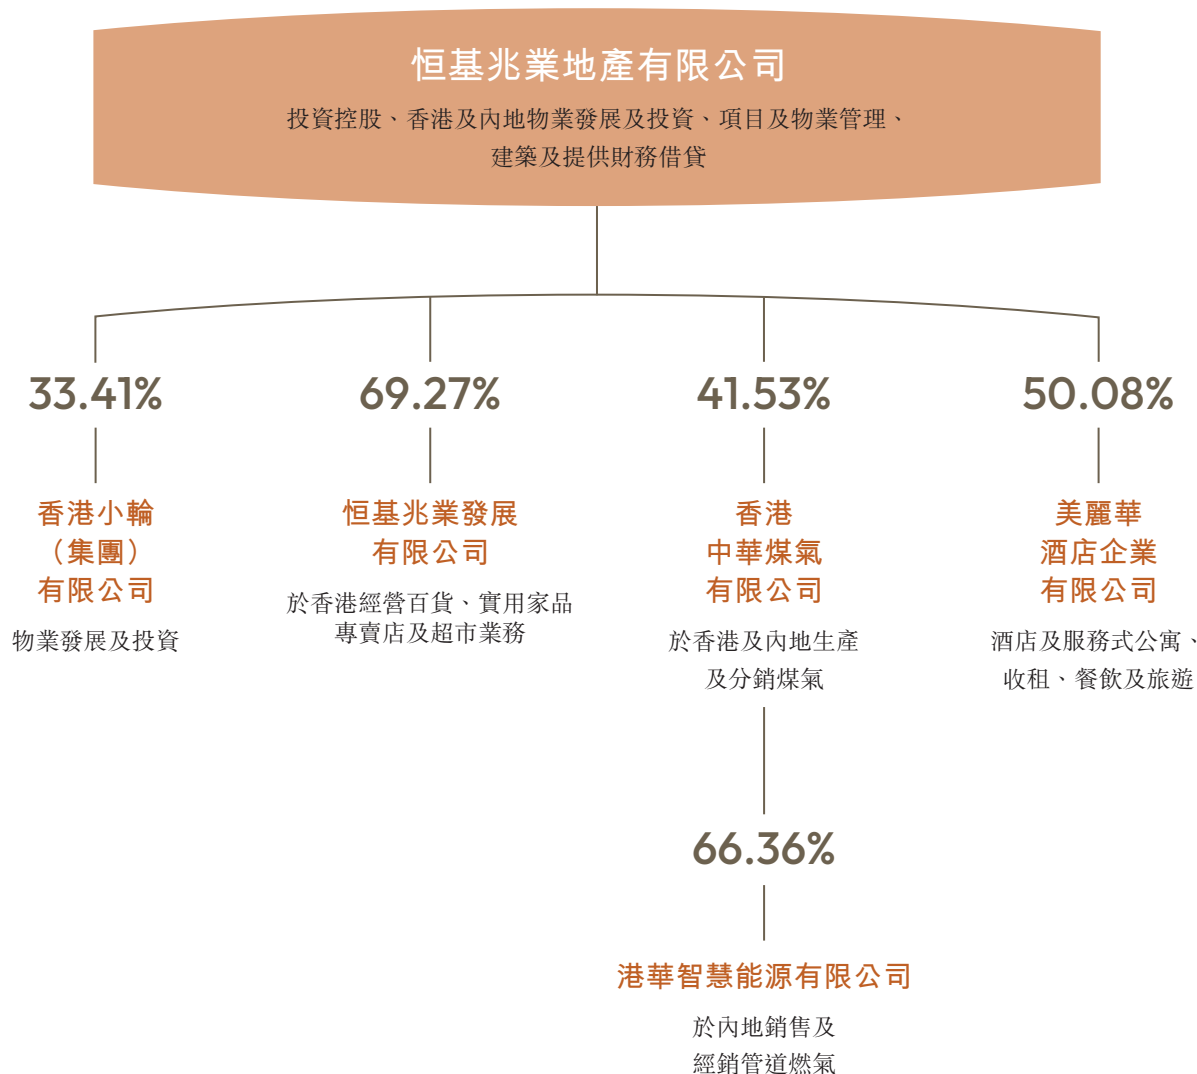 恒基兆業地產有限公司
投資控股、香港及內地物業發展及投資、項目及物業管理、
建築及提供財務借貸
33.41%
香港小輪
（集團）
有限公司
物業發展及投資
69.27%
恒基兆業發展
有限公司
於香港經營百貨、實用家品
專賣店及超市業務
41.53%
香港
中華煤氣
有限公司
於香港及內地生產
及分銷煤氣
66.36%
港華智慧能源有限公司
於內地銷售及
經銷管道燃氣
50.08%
美麗華
酒店企業
有限公司
酒店及服務式公寓、
收租、餐飲及旅遊